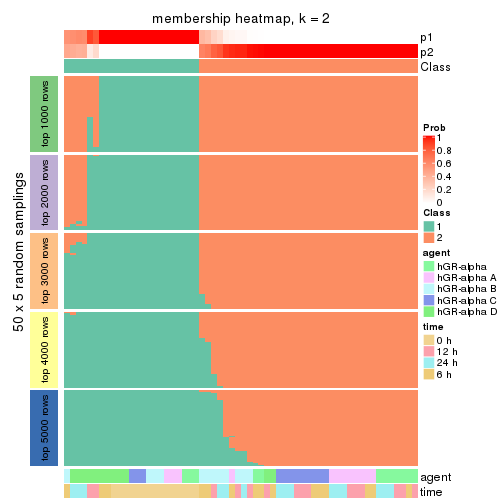 membership heatmap, k = 2
p1
p2
Class
50 x 5 random samplings
top 1000 rows
top 2000 rows
top 3000 rows
top 4000 rows
top 5000 rows
agent
time
Prob
1
0.8
0.6
0.4
0.2
0
Class
1
2
agent
hGR-alpha
hGR-alpha A
hGR-alpha B
hGR-alpha C
hGR-alpha D
time
0 h
12 h
24 h
6 h